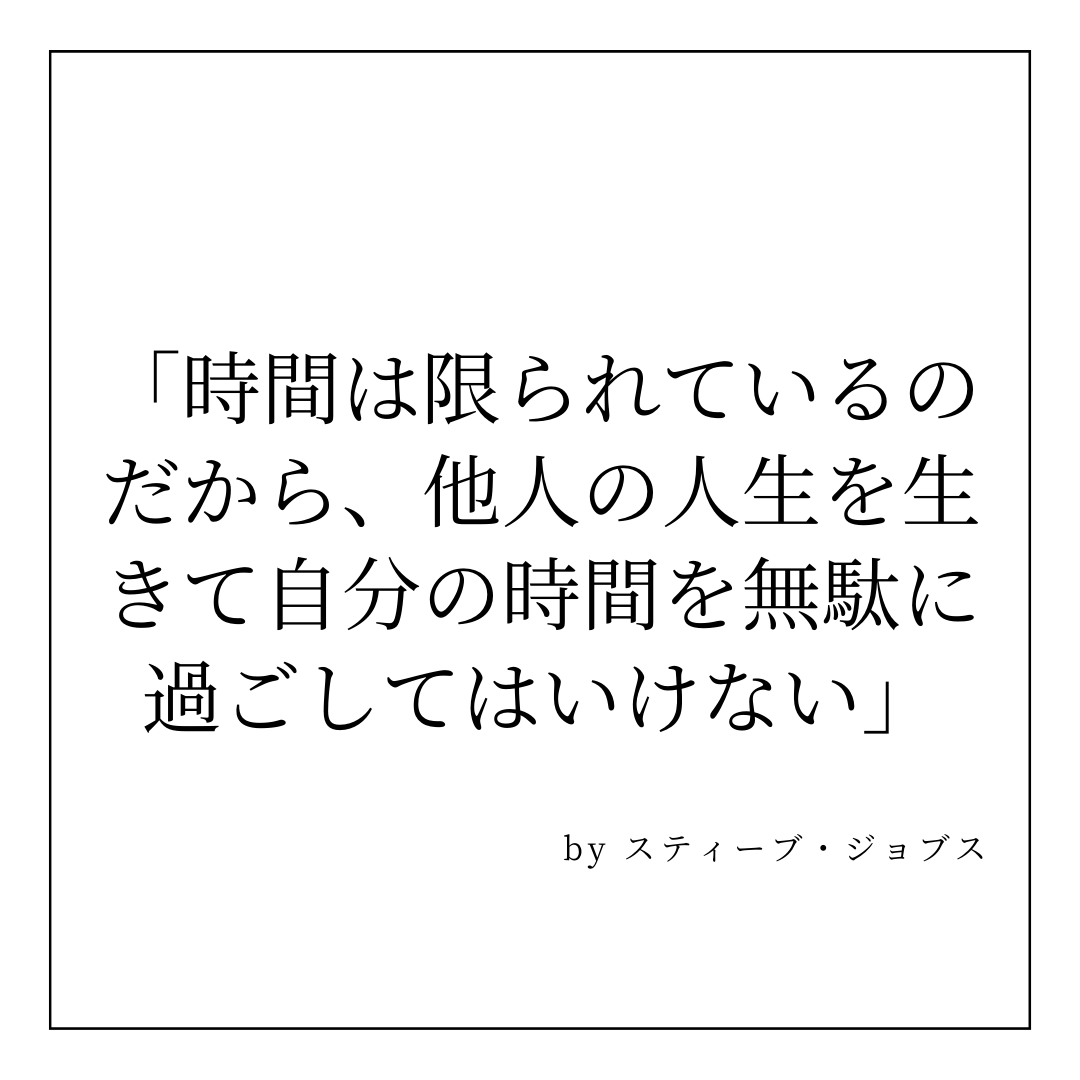 「時間は限られているの
だから、他人の人生を生
きて自分の時間を無駄に
過ごしてはいけない」
by スティーブ・ジョブス